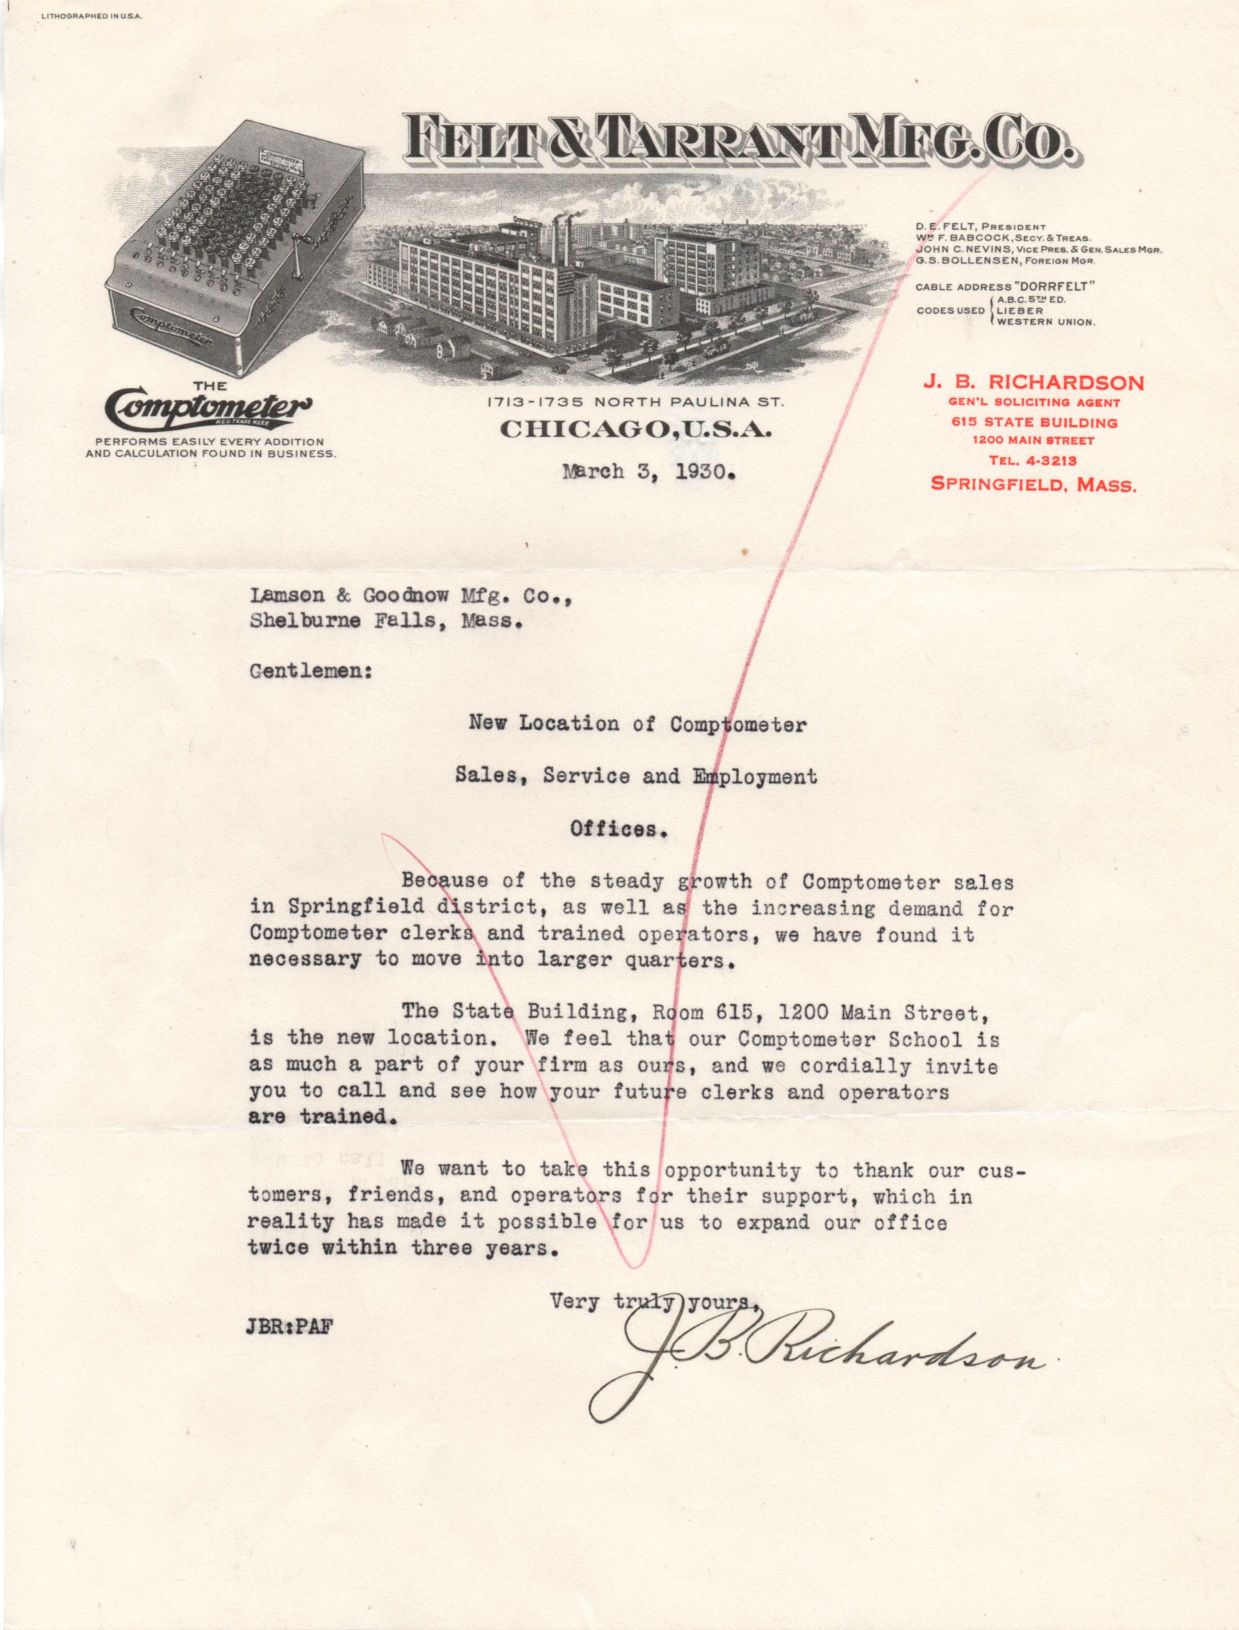 LITHOGRAPHED IN U.S.A.
FELT & TARRANT MFG. CO.
Comptometer
D. E. FELT, PRESIDENT
WM F. BABCOCK, SECY. & TREAS.
JOHN C. NEVINS, VICE PRES. & GEN. SALES MGR.
G. S. BOLLENSEN, FOREIGN MGR.
CABLE ADDRESS "DORRFELT"
CODES USED { A.B.C. 5TH ED.
LIEBER
WESTERN UNION.
THE
Comptometer
REG. TRADE MARK
PERFORMS EASILY EVERY ADDITION
AND CALCULATION FOUND IN BUSINESS.
1713-1735 NORTH PAULINA ST.
CHICAGO, U.S.A.
J. B. RICHARDSON
GEN'L SOLICITING AGENT
615 STATE BUILDING
1200 MAIN STREET
TEL. 4-3213
SPRINGFIELD, MASS.
March 3, 1930.
Lamson & Goodnow Mfg. Co.,
Shelburne Falls, Mass.
Gentlemen:
New Location of Comptometer
Sales, Service and Employment
Offices.
Because of the steady growth of Comptometer sales
in Springfield district, as well as the increasing demand for
Comptometer clerks and trained operators, we have found it
necessary to move into larger quarters.
The State Building, Room 615, 1200 Main Street,
is the new location. We feel that our Comptometer School is
as much a part of your firm as ours, and we cordially invite
you to call and see how your future clerks and operators
are trained.
We want to take this opportunity to thank our cus-
tomers, friends, and operators for their support, which in
reality has made it possible for us to expand our office
twice within three years.
Very truly yours,
JBR:PAF
J. B. Richardson